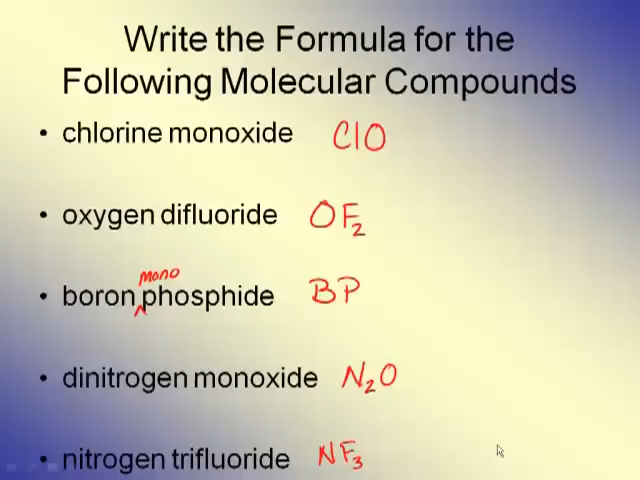 Write the Formula for the
Following Molecular Compounds
• chlorine monoxide ClO
• oxygen difluoride OF₂
mono
• boron ^ phosphide BP
• dinitrogen monoxide N₂O
• nitrogen trifluoride NF₃